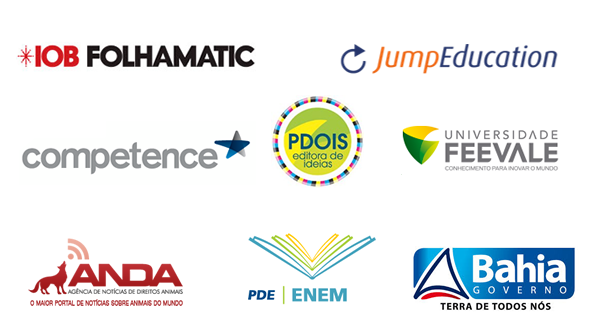 IOB FOLHAMATIC
JumpEducation
competence
PDOIS
editora de
ideias
UNIVERSIDADE
FEEVALE
CONHECIMENTO PARA INOVAR O MUNDO
ANDA
AGÊNCIA DE NOTÍCIAS DE DIREITOS ANIMAIS
O MAIOR PORTAL DE NOTÍCIAS SOBRE ANIMAIS DO MUNDO
PDE | ENEM
Bahia
GOVERNO
TERRA DE TODOS NÓS